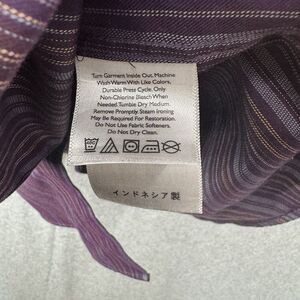 Turn Garment Inside Out. Machine
Wash Warm With Like Colors,
Durable Press Cycle. Only
Non-Chlorine Bleach When
Needed. Tumble Dry Medium.
Remove Promptly. Steam Ironing
May Be Required For Restoration.
Do Not Use Fabric Softeners.
Do Not Dry Clean.
インドネシア製